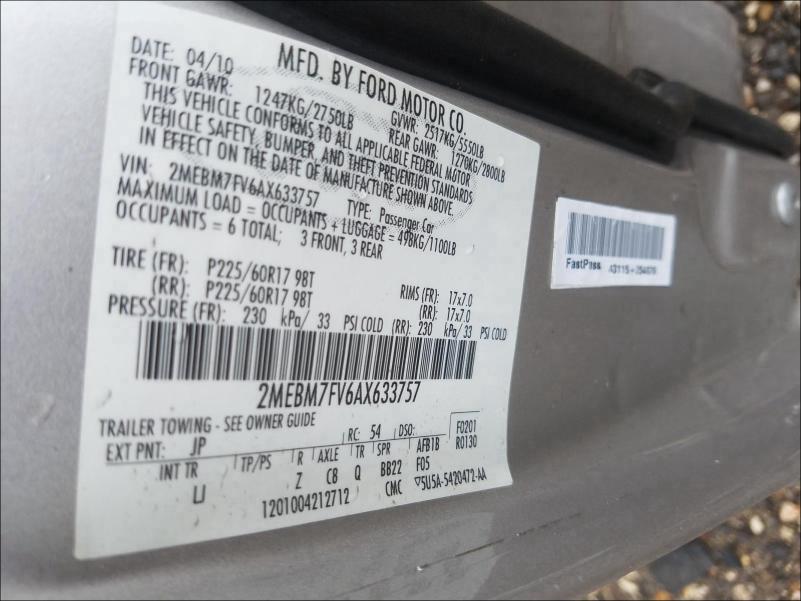 DATE: 04/10 MFD. BY FORD MOTOR CO.
FRONT GAWR: 1247KG/2750LB GVWR: 2517KG/5550LB
REAR GAWR: 1270KG/2800LB
THIS VEHICLE CONFORMS TO ALL APPLICABLE FEDERAL MOTOR
VEHICLE SAFETY, BUMPER, AND THEFT PREVENTION STANDARDS
IN EFFECT ON THE DATE OF MANUFACTURE SHOWN ABOVE.
VIN: 2MEBM7FV6AX633757 TYPE: Passenger Car
MAXIMUM LOAD = OCCUPANTS + LUGGAGE = 498KG/1100LB
OCCUPANTS = 6 TOTAL; 3 FRONT, 3 REAR
TIRE (FR): P225/60R17 98T RIMS (FR): 17x7.0
(RR): P225/60R17 98T (RR): 17x7.0
PRESSURE (FR): 230 kPa/ 33 PSI COLD (RR): 230 kPa/ 33 PSI COLD
2MEBM7FV6AX633757
TRAILER TOWING - SEE OWNER GUIDE F0201
EXT PNT: JP RC: 54 DSO: R0130
INT TR TP/PS R AXLE TR SPR AFB1B
LJ Z CB Q BB22 F05
1201004212712 CMC ▽5U5A-5420472-AA
FastPass